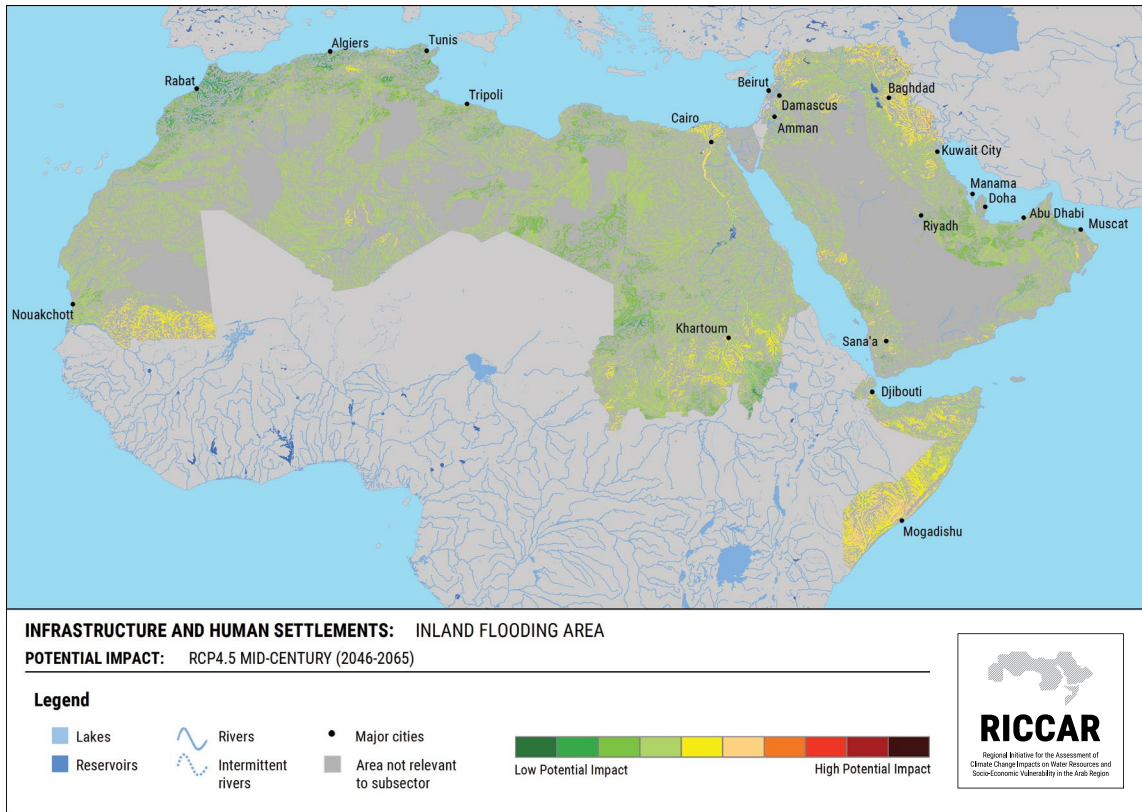 Algiers
Tunis
Rabat
Tripoli
Beirut
Baghdad
Damascus
Cairo
Amman
Kuwait City
Manama
Doha
Abu Dhabi
Riyadh
Muscat
Nouakchott
Khartoum
Sana'a
Djibouti
Mogadishu
INFRASTRUCTURE AND HUMAN SETTLEMENTS: INLAND FLOODING AREA
POTENTIAL IMPACT: RCP4.5 MID-CENTURY (2046-2065)
Legend
Lakes
Reservoirs
Rivers
Intermittent
rivers
Major cities
Area not relevant
to subsector
Low Potential Impact
High Potential Impact
RICCAR
Regional Initiative for the Assessment of
Climate Change Impacts on Water Resources and
Socio-Economic Vulnerability in the Arab Region